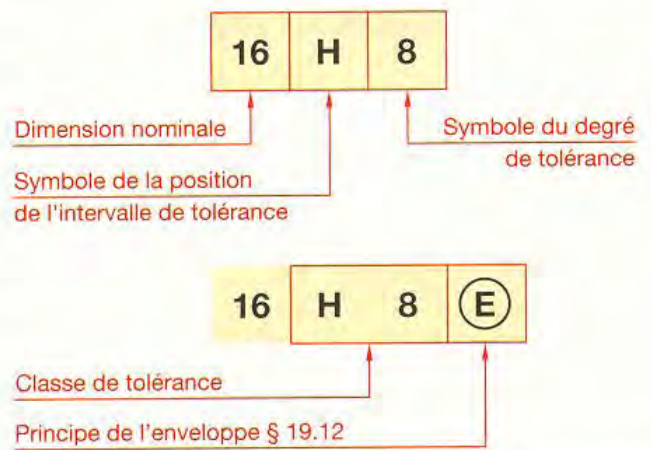 16 H 8
Dimension nominale
Symbole du degré
de tolérance
Symbole de la position
de l'intervalle de tolérance
16 H 8 E
Classe de tolérance
Principe de l'enveloppe § 19.12